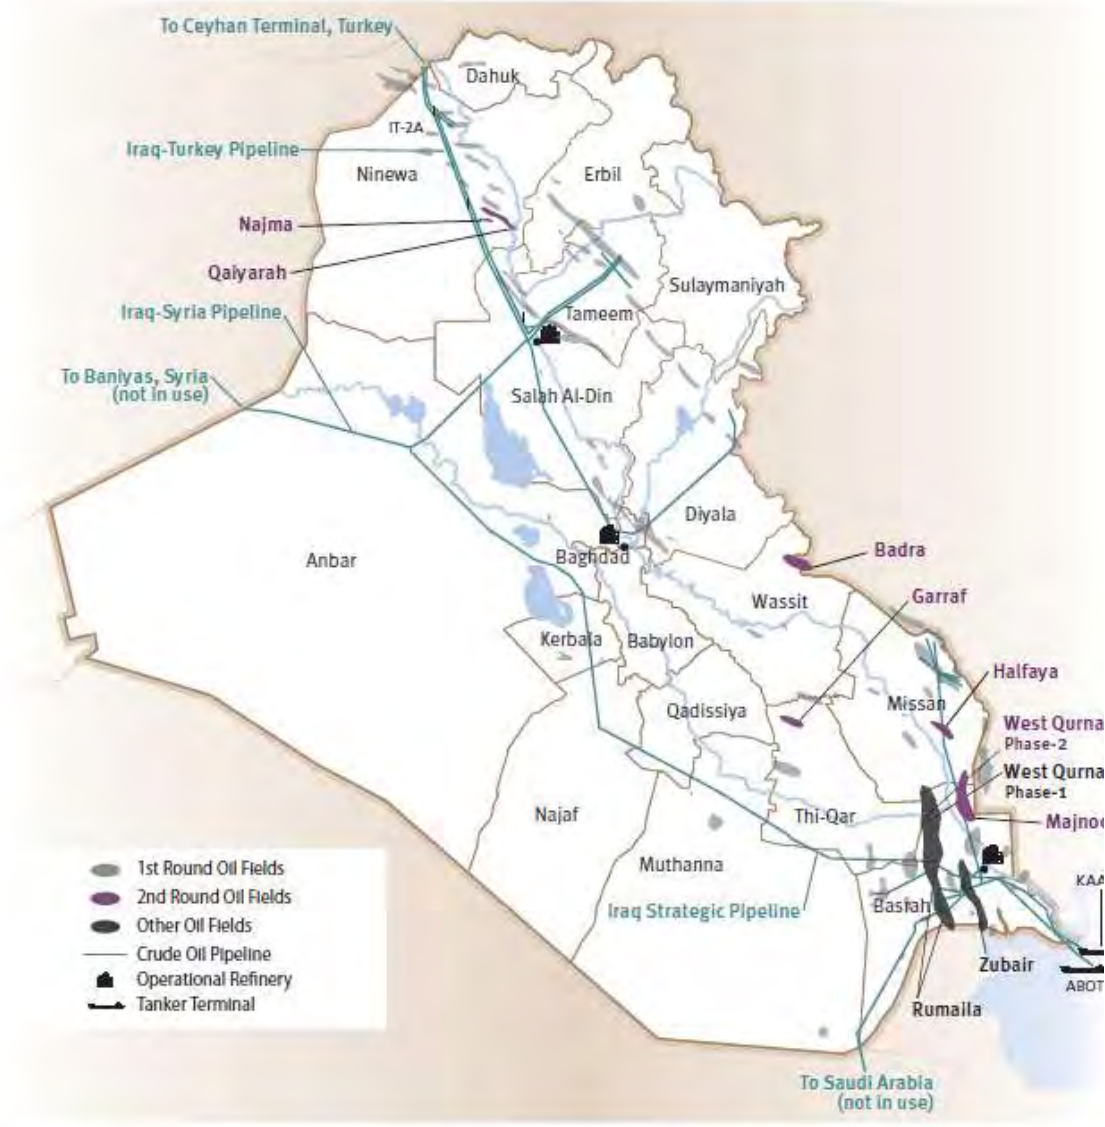 To Ceyhan Terminal, Turkey
Dahuk
IT-2A
Iraq-Turkey Pipeline
Ninewa
Erbil
Najma
Qaiyarah
Sulaymaniyah
Iraq-Syria Pipeline
Tameem
To Baniyas, Syria
(not in use)
Salah Al-Din
Diyala
Anbar
Baghdad
Badra
Garraf
Wassit
Kerbala
Babylon
Halfaya
Missan
Qadissiya
West Qurna
Phase-2
West Qurna
Phase-1
Najaf
Thi-Qar
Majnoo
Muthanna
1st Round Oil Fields
2nd Round Oil Fields
Other Oil Fields
Crude Oil Pipeline
Operational Refinery
Tanker Terminal
KAA
Iraq Strategic Pipeline
Basrah
Zubair
ABOT
Rumaila
To Saudi Arabia
(not in use)